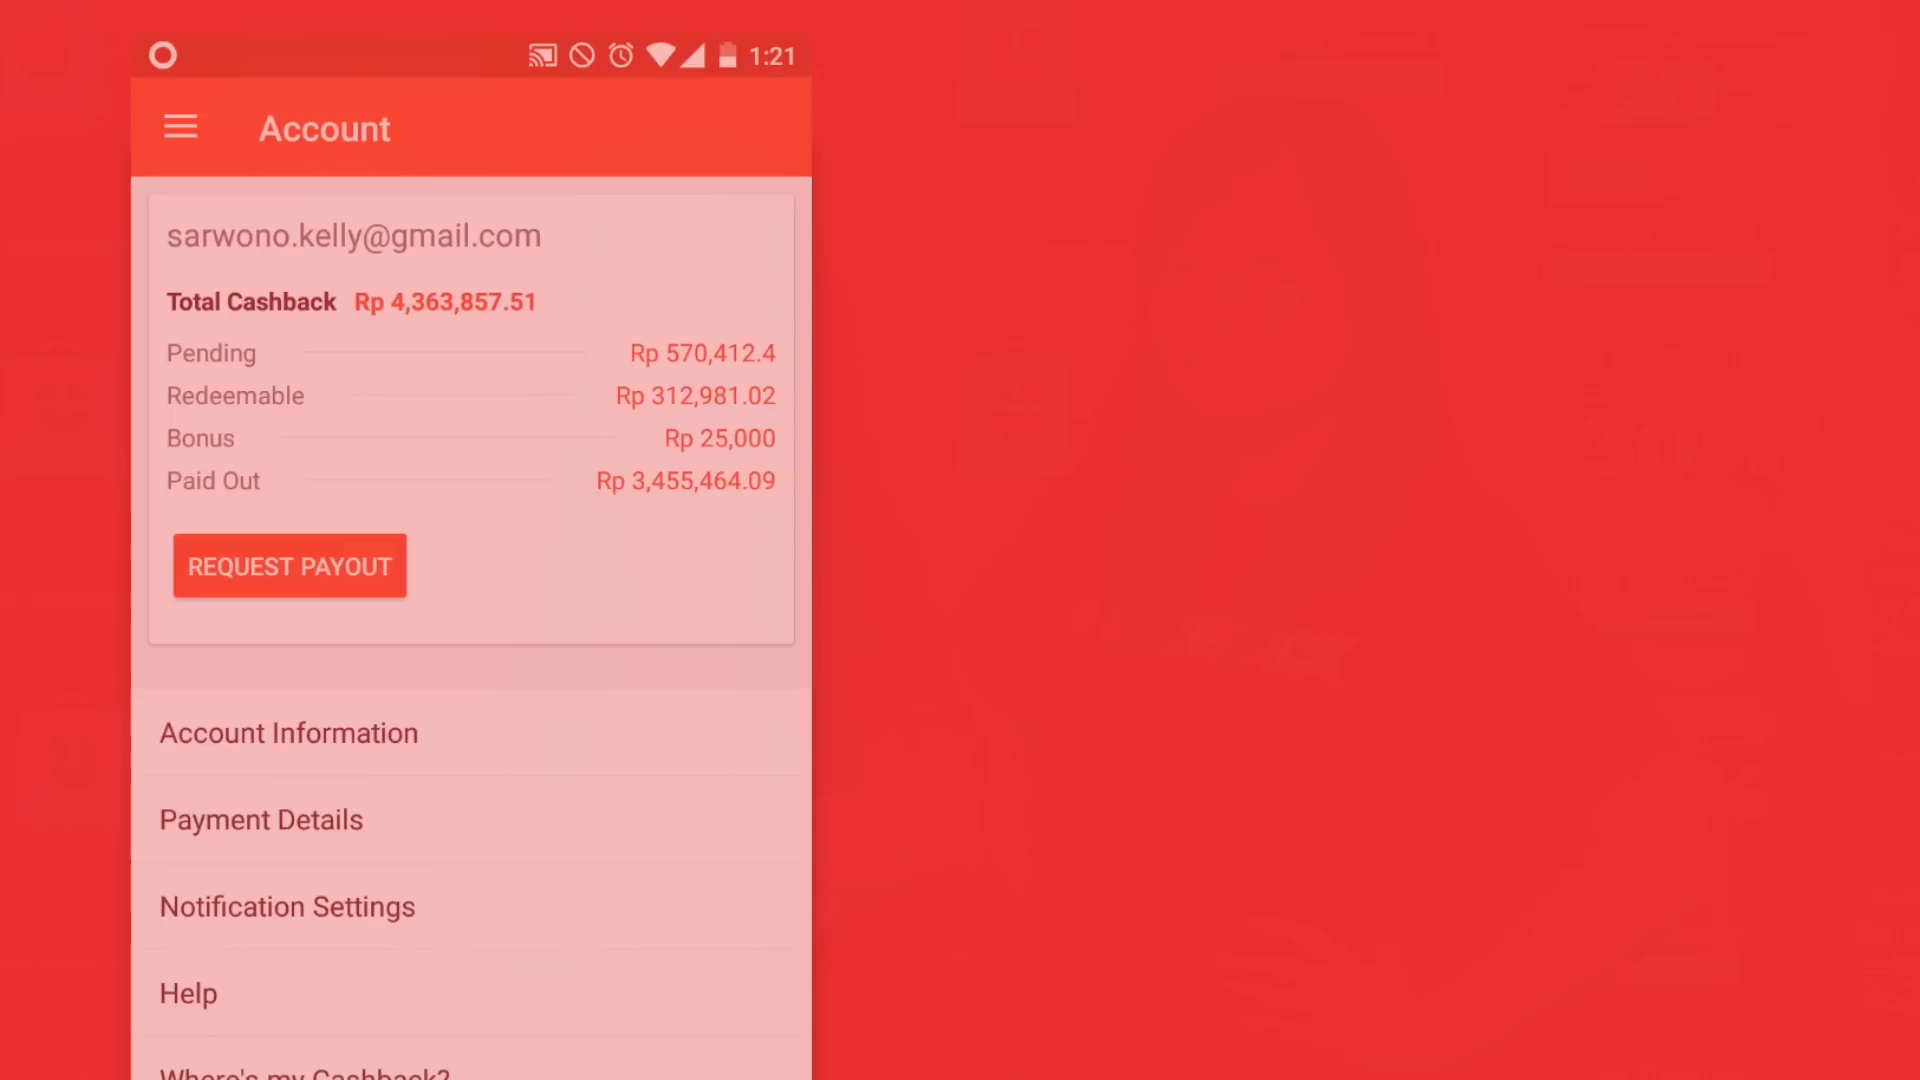 1:21
Account
sarwono.kelly@gmail.com
Total Cashback Rp 4,363,857.51
Pending Rp 570,412.4
Redeemable Rp 312,981.02
Bonus Rp 25,000
Paid Out Rp 3,455,464.09
REQUEST PAYOUT
Account Information
Payment Details
Notification Settings
Help
Where's my Cashback?
30%
30%